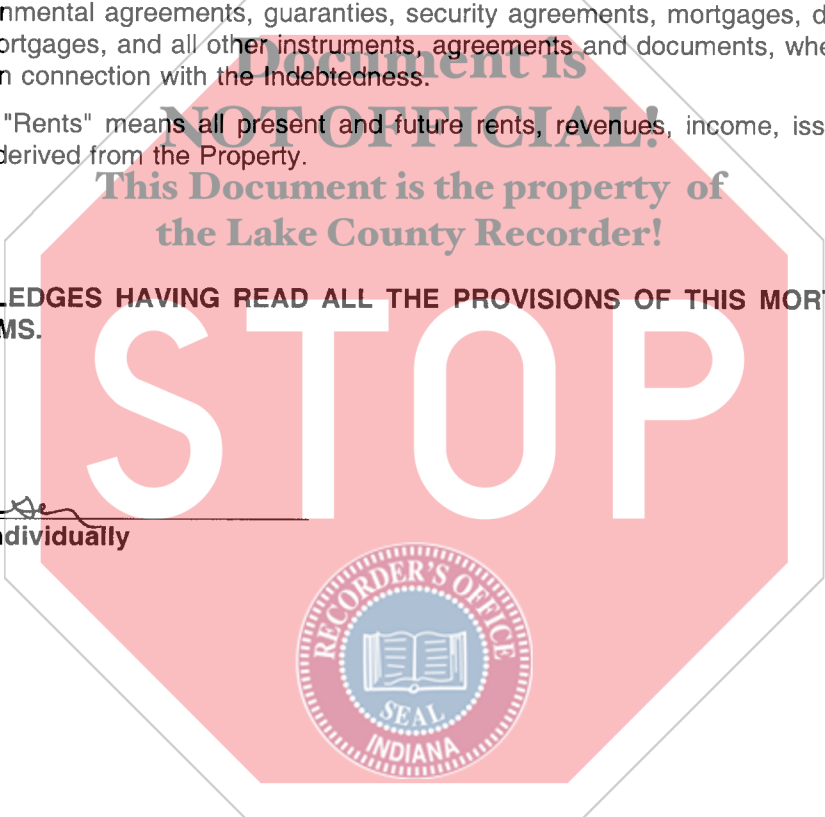 nmental agreements, guaranties, security agreements, mortgages, d
ortgages, and all other instruments, agreements and documents, whe
n connection with the Indebtedness.
Document is
NOT OFFICIAL!
"Rents" means all present and future rents, revenues, income, iss
derived from the Property.
This Document is the property of
the Lake County Recorder!
LEDGES HAVING READ ALL THE PROVISIONS OF THIS MOR
MS.
STOP
ndividually
RECORDER'S OFFICE
SEAL
INDIANA